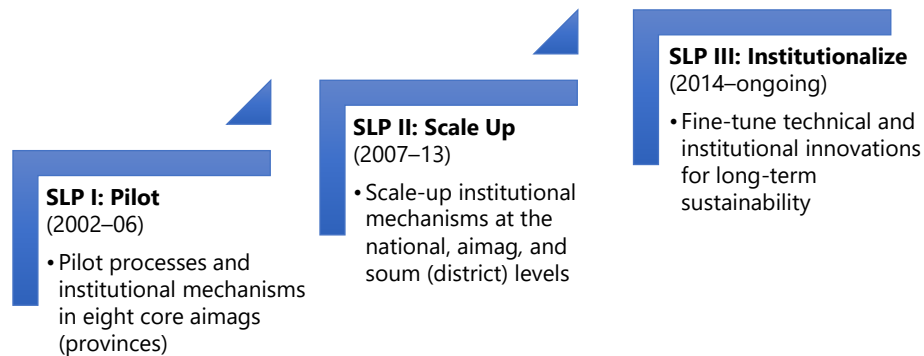 SLP I: Pilot
(2002–06)
•Pilot processes and
institutional mechanisms
in eight core aimags
(provinces)
SLP II: Scale Up
(2007–13)
•Scale-up institutional
mechanisms at the
national, aimag, and
soum (district) levels
SLP III: Institutionalize
(2014–ongoing)
•Fine-tune technical and
institutional innovations
for long-term
sustainability